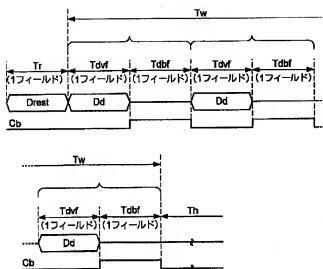 Tw
Tr Tdvf Tdbf Tdvf Tdbf
(1フィールド) (1フィールド) (1フィールド) (1フィールド) (1フィールド)
Drest Dd Dd
Cb
Tw
Tdvf Tdbf Th
(1フィールド) (1フィールド)
Dd